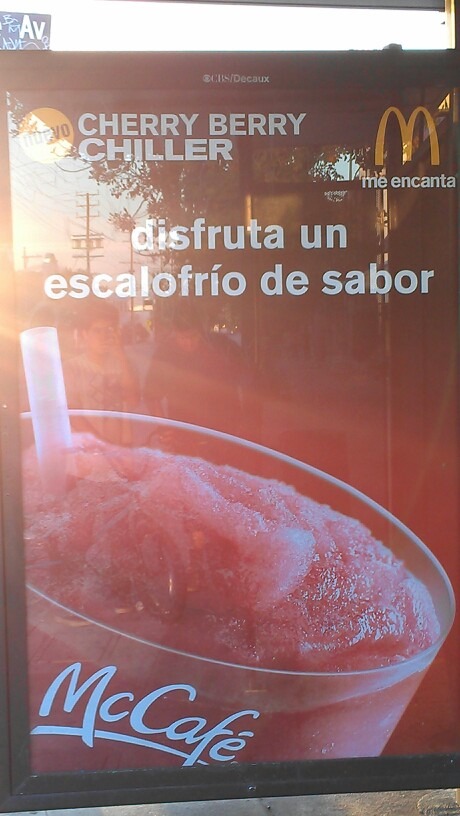 Av
CBS/Decaux
nuevo
CHERRY BERRY
CHILLER
me encanta
disfruta un
escalofrío de sabor
McCafé